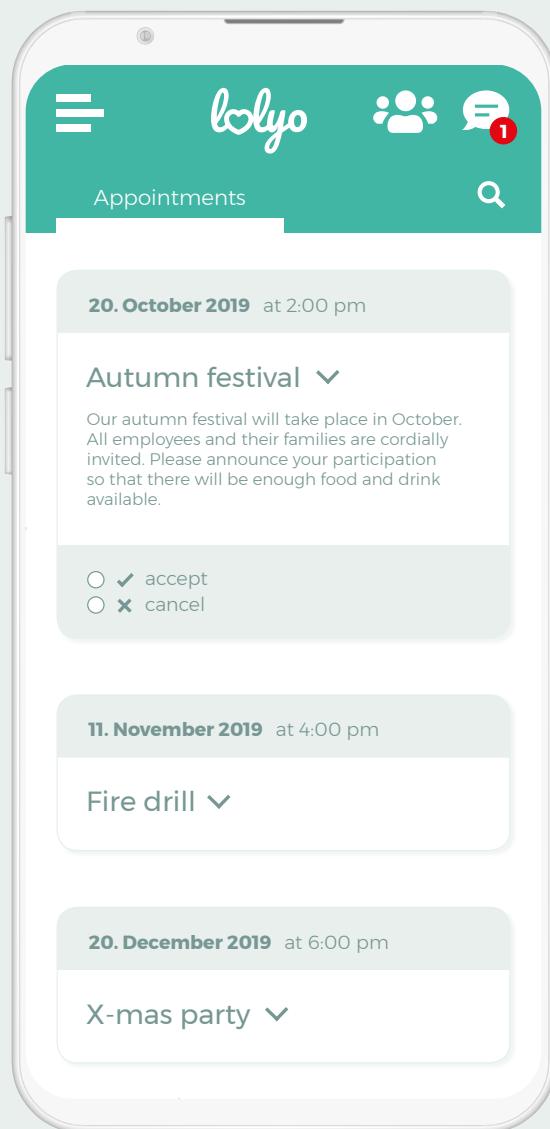 lolyo
1
Appointments
20. October 2019 at 2:00 pm
Autumn festival
Our autumn festival will take place in October.
All employees and their families are cordially
invited. Please announce your participation
so that there will be enough food and drink
available.
accept
cancel
11. November 2019 at 4:00 pm
Fire drill
20. December 2019 at 6:00 pm
X-mas party